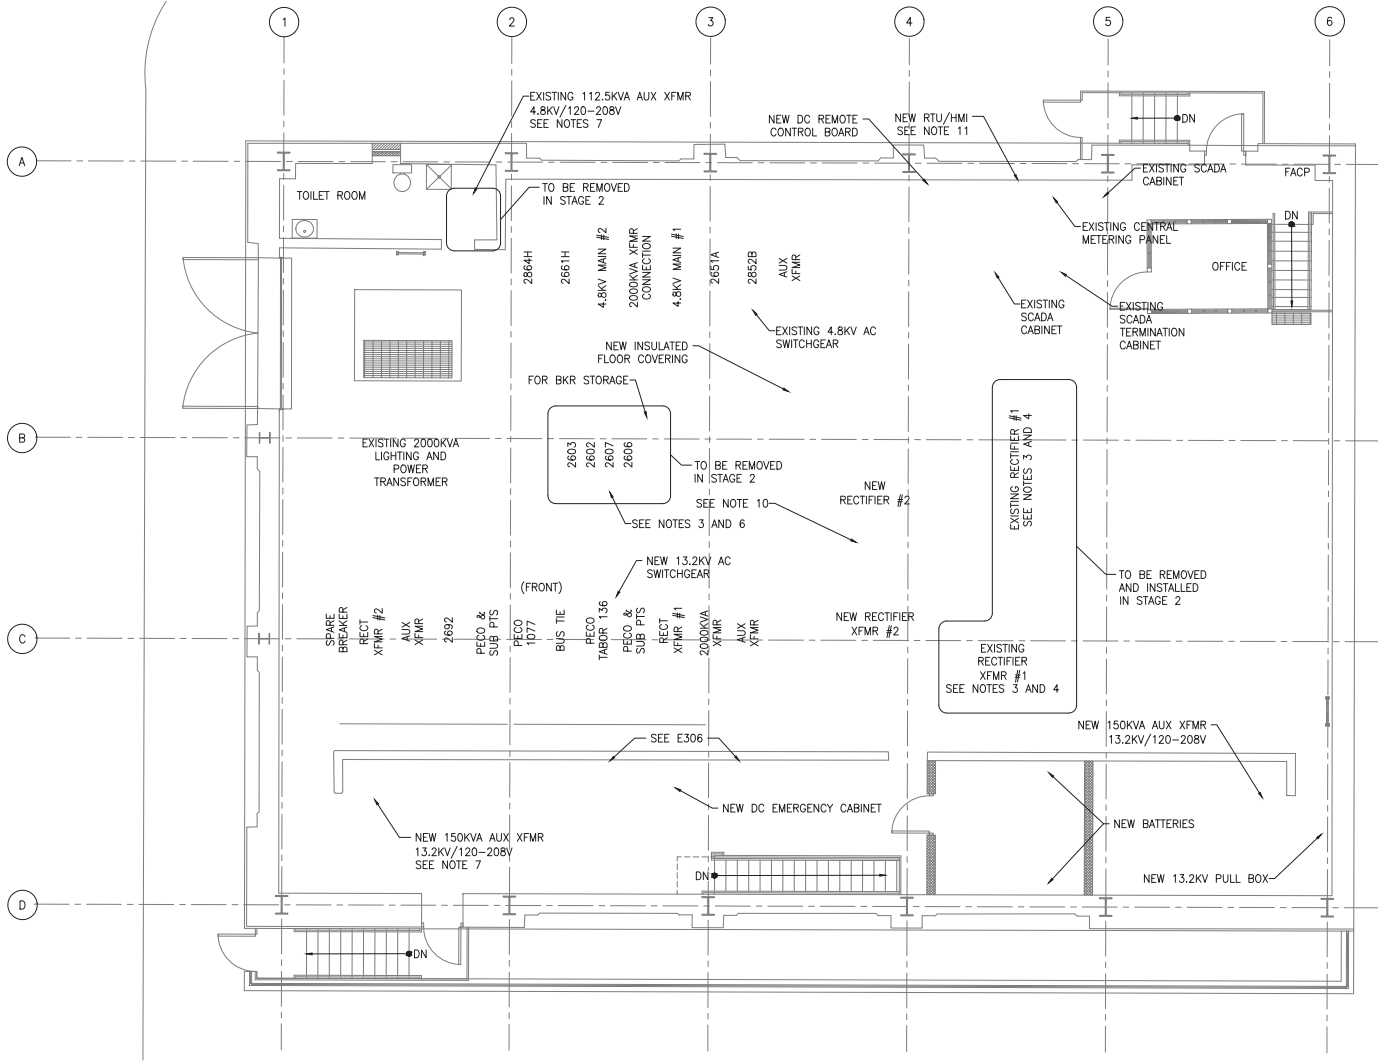 1
2
3
4
5
6
A
B
C
D
EXISTING 112.5KVA AUX XFMR
4.8KV/120-208V
SEE NOTES 7
NEW DC REMOTE
CONTROL BOARD
NEW RTU/HMI
SEE NOTE 11
DN
EXISTING SCADA
CABINET
FACP
TOILET ROOM
TO BE REMOVED
IN STAGE 2
EXISTING CENTRAL
METERING PANEL
DN
OFFICE
2864H
2661H
4.8KV MAIN #2
2000KVA XFMR
CONNECTION
4.8KV MAIN #1
2651A
2852B
AUX
XFMR
EXISTING
SCADA
CABINET
EXISTING
SCADA
TERMINATION
CABINET
EXISTING 4.8KV AC
SWITCHGEAR
NEW INSULATED
FLOOR COVERING
FOR BKR STORAGE
EXISTING 2000KVA
LIGHTING AND
POWER
TRANSFORMER
2603
2602
2607
2606
TO BE REMOVED
IN STAGE 2
EXISTING RECTIFIER #1
SEE NOTES 3 AND 4
NEW
RECTIFIER #2
SEE NOTE 10
SEE NOTES 3 AND 6
NEW 13.2KV AC
SWITCHGEAR
(FRONT)
TO BE REMOVED
AND INSTALLED
IN STAGE 2
SPARE
BREAKER
RECT
XFMR #2
AUX
XFMR
2692
PECO &
SUB PTS
PECO
1077
BUS TIE
PECO
TABOR 136
PECO &
SUB PTS
RECT
XFMR #1
2000KVA
XFMR
AUX
XFMR
NEW RECTIFIER
XFMR #2
EXISTING
RECTIFIER
XFMR #1
SEE NOTES 3 AND 4
SEE E306
NEW 150KVA AUX XFMR
13.2KV/120-208V
NEW DC EMERGENCY CABINET
NEW BATTERIES
NEW 150KVA AUX XFMR
13.2KV/120-208V
SEE NOTE 7
DN
NEW 13.2KV PULL BOX
DN